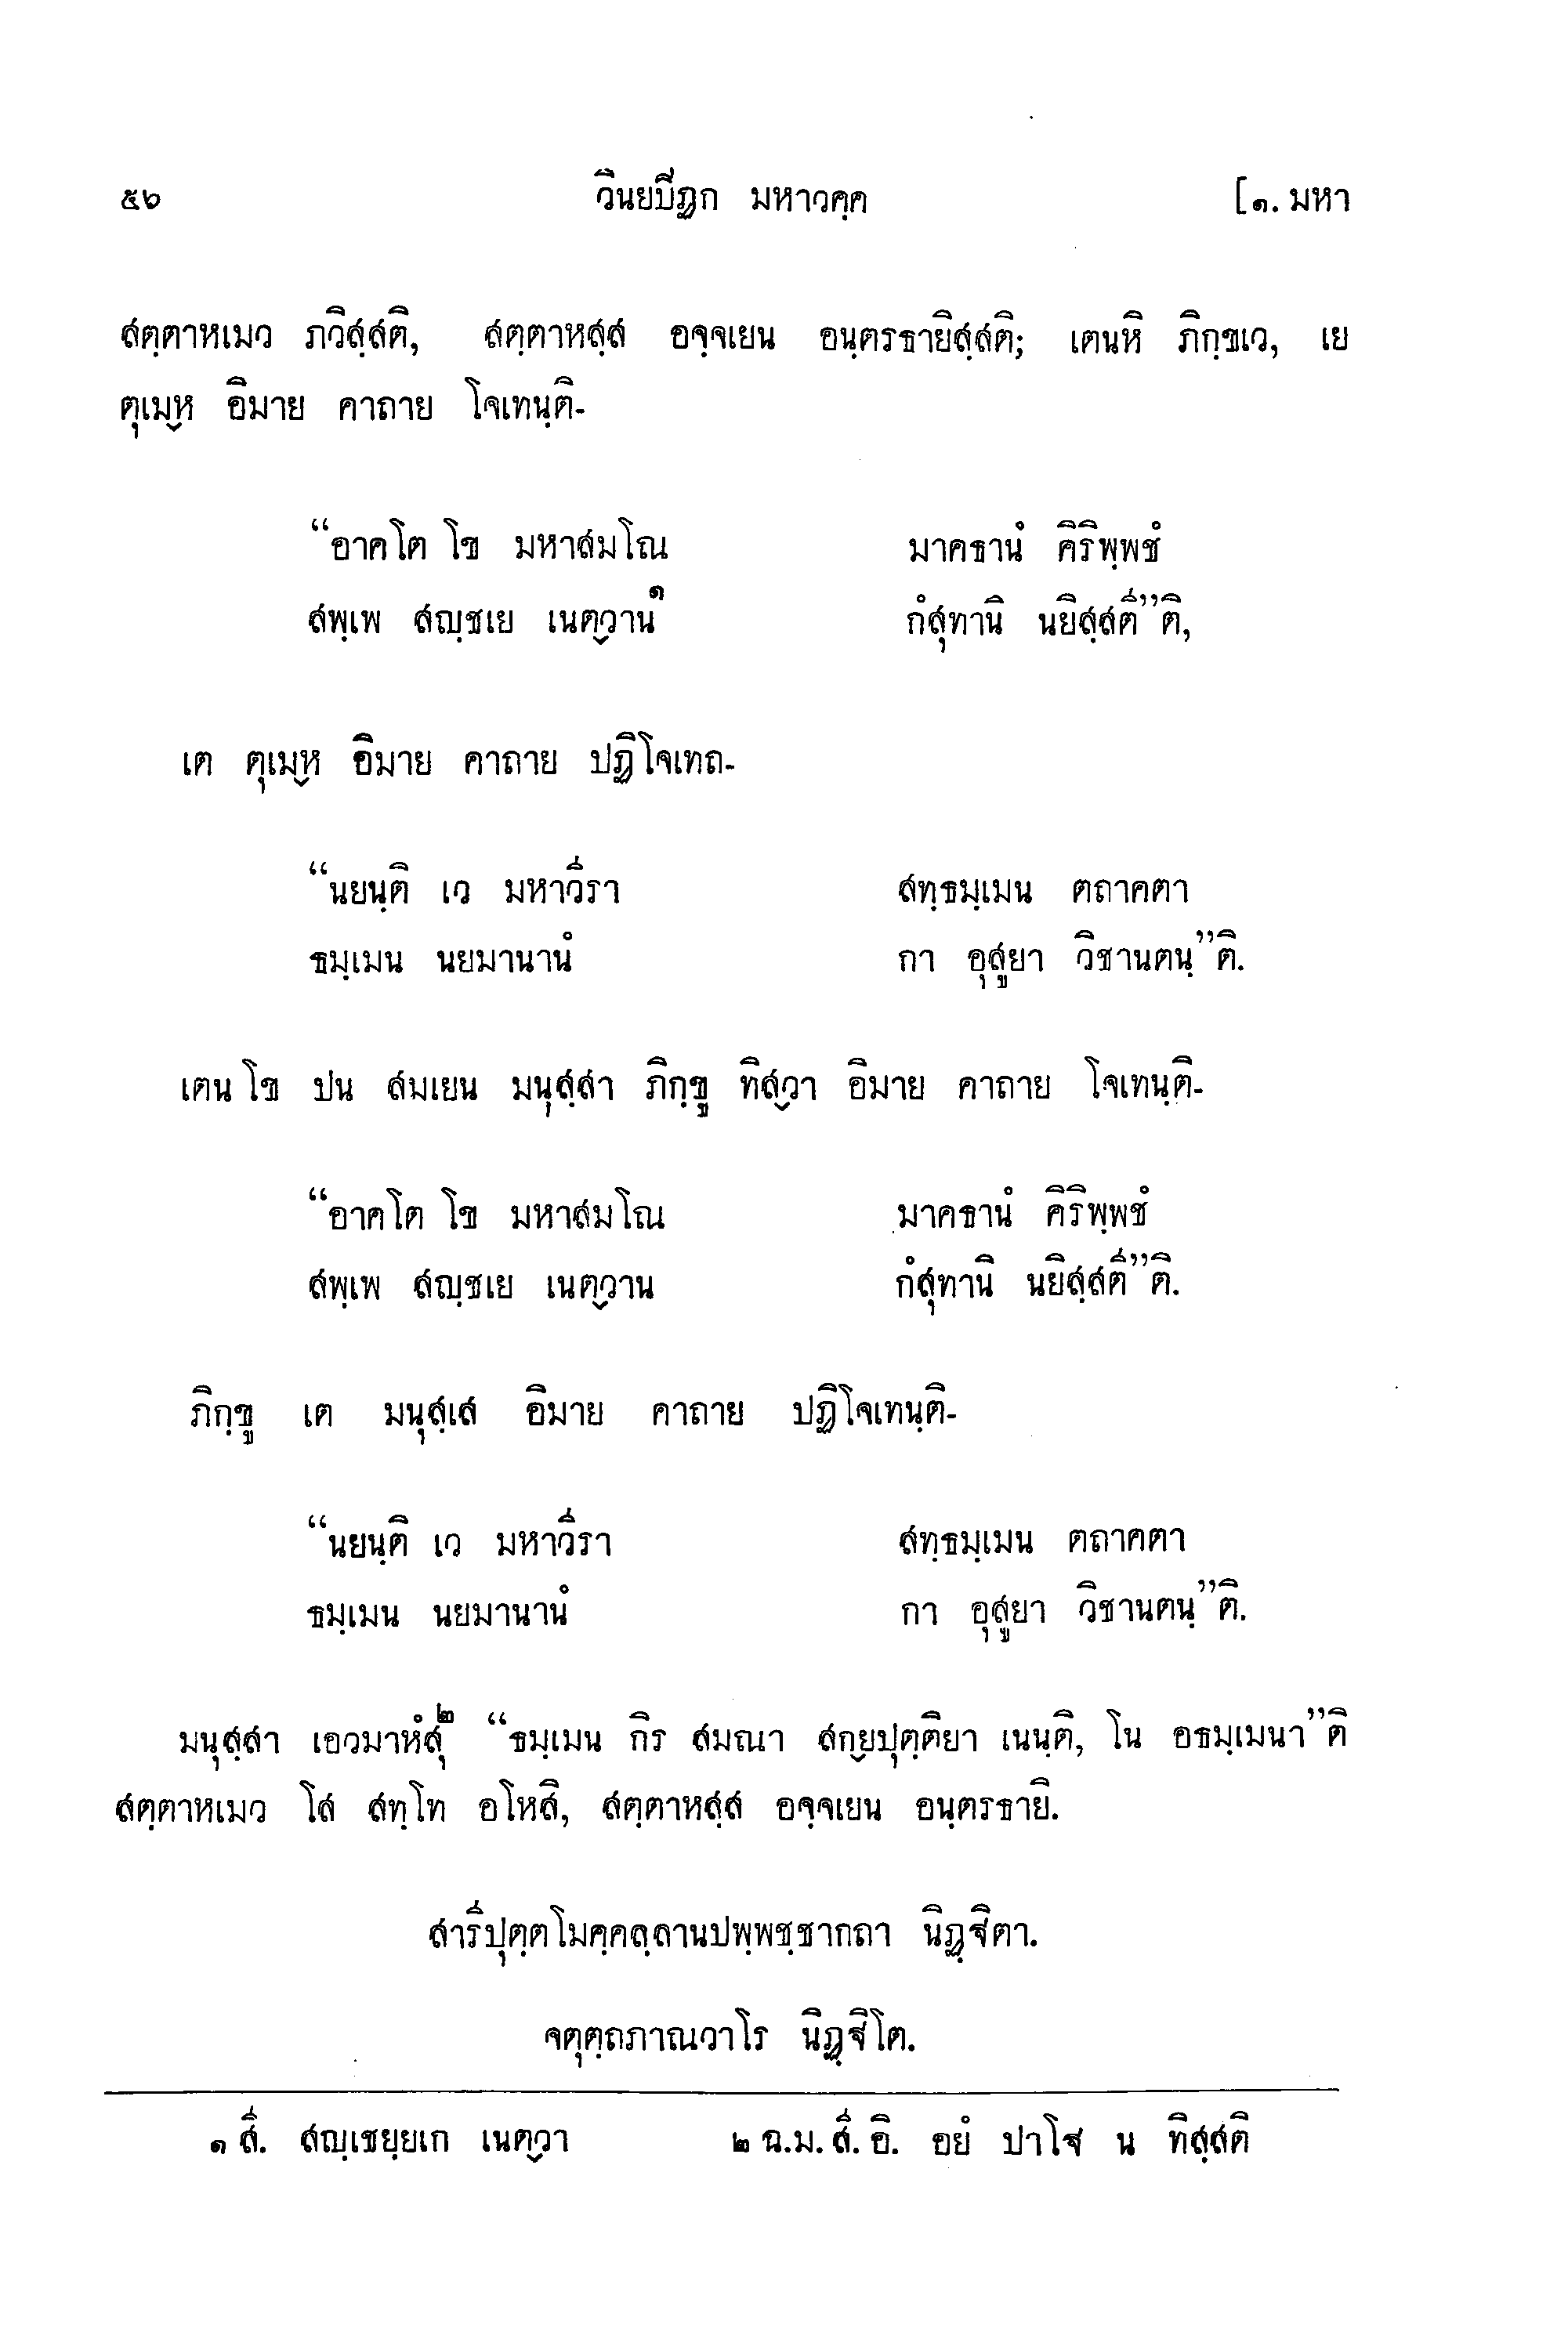 ๕๖ วินยปิฏก มหาวคฺค [๑. มหา
สตฺตาหเมว ภวิสฺสติ, สตฺตาหสฺส อจฺจเยน อนฺตรธายิสฺสติ; เตนหิ ภิกฺขเว, เย
ตุเม๎ห อิมาย คาถาย โจเทนฺติ-
“อาคโต โข มหาสมโณ มาคธานํ คิริพฺพชํ
สพฺเพ สญฺชเย เนต๎วาน๑ กํสุทานิ นยิสฺสตี”ติ,
เต ตุเม๎ห อิมาย คาถาย ปฏิโจเทถ-
“นยนฺติ เว มหาวีรา สทฺธมฺเมน ตถาคตา
ธมฺเมน นยมานานํ กา อุสูยา วิชานตนฺ”ติ.
เตน โข ปน สมเยน มนุสฺสา ภิกฺขู ทิส๎วา อิมาย คาถาย โจเทนฺติ-
“อาคโต โข มหาสมโณ มาคธานํ คิริพฺพชํ
สพฺเพ สญฺชเย เนต๎วาน กํสุทานิ นยิสฺสตี”ติ.
ภิกฺขู เต มนุสฺเส อิมาย คาถาย ปฏิโจเทนฺติ-
“นยนฺติ เว มหาวีรา สทฺธมฺเมน ตถาคตา
ธมฺเมน นยมานานํ กา อุสูยา วิชานตนฺ”ติ.
มนุสฺสา เอวมาหํสุ๒ “ธมฺเมน กิร สมณา สก๎ยปุตฺติยา เนนฺติ, โน อธมฺเมนา”ติ
สตฺตาหเมว โส สทฺโท อโหสิ, สตฺตาหสฺส อจฺจเยน อนฺตรธายิ.
สารีปุตฺตโมคฺคลฺลานปพฺพชฺชากถา นิฏฺฐิตา.
จตุตฺถภาณวาโร นิฏฺฐิโต.
๑ สี. สญฺเชยฺยเก เนต๎วา ๒ ฉ.ม. สี. อิ. อยํ ปาโฐ น ทิสฺสติ